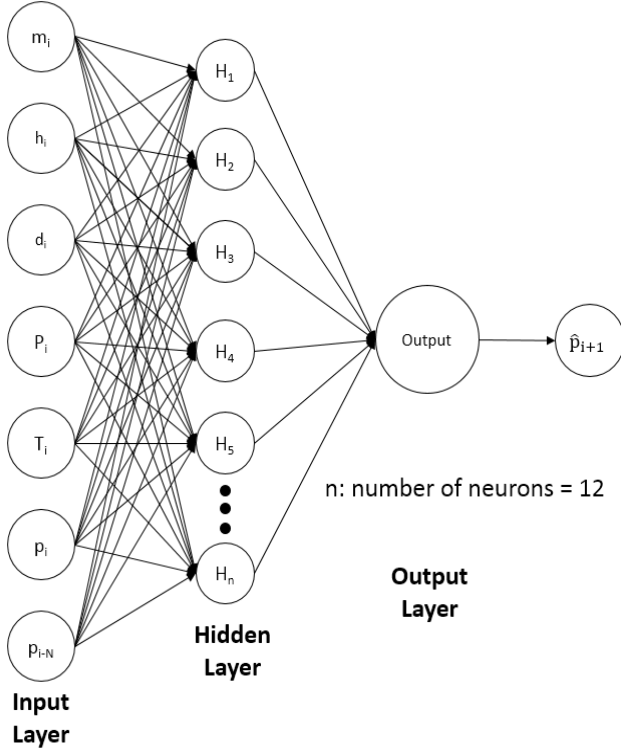 mᵢ
hᵢ
dᵢ
Pᵢ
Tᵢ
pᵢ
pᵢ₋N
Input
Layer
H₁
H₂
H₃
H₄
H₅
Hₙ
Hidden
Layer
Output
p̂ᵢ₊₁
n: number of neurons = 12
Output
Layer